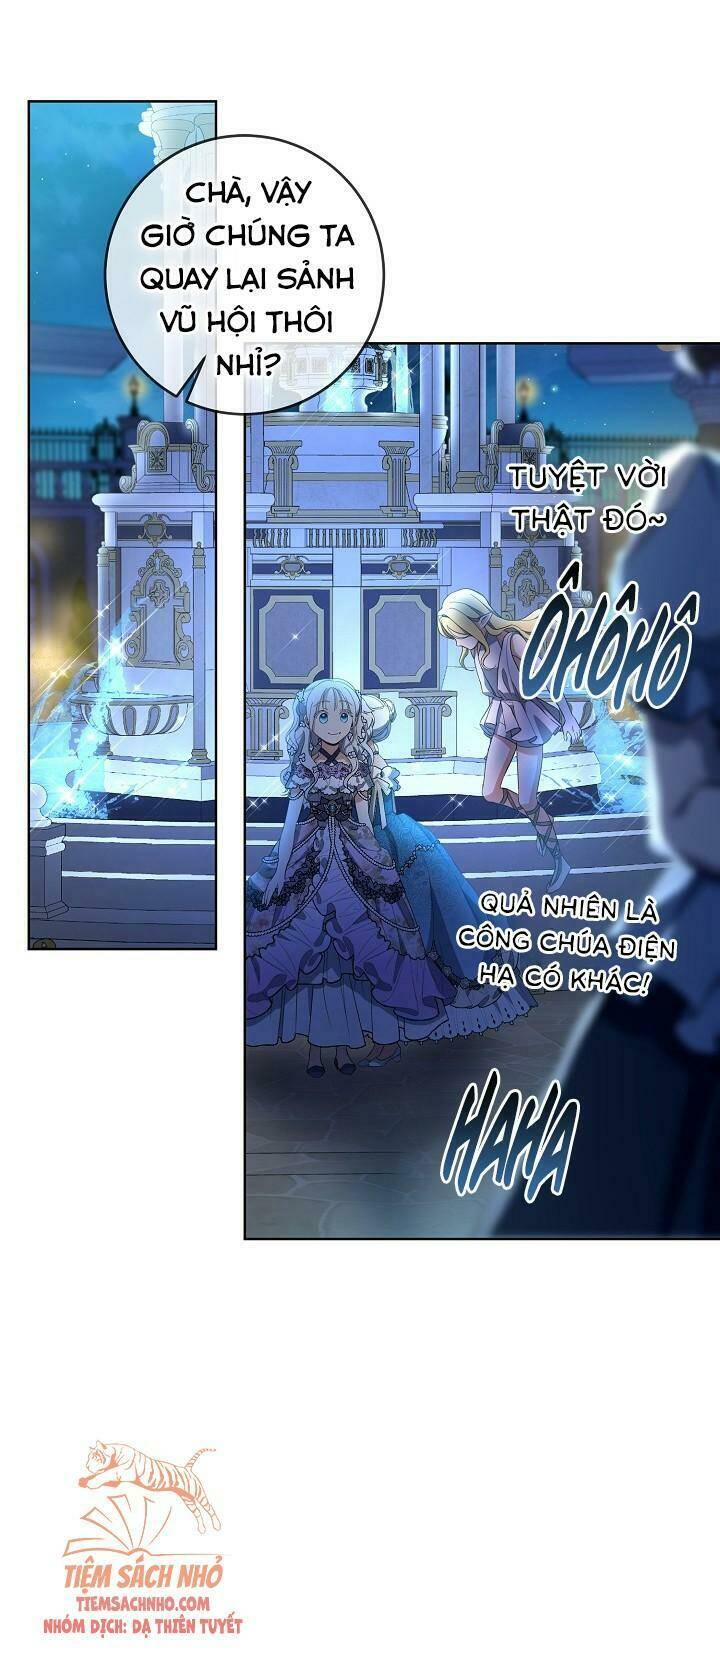 CHÀ, VẬY
GIỜ CHÚNG TA
QUAY LẠI SẢNH
VŨ HỘI THÔI
NHỈ?
TUYỆT VỜI
THẬT ĐÓ~
ÔHÔHÔ
QUẢ NHIÊN LÀ
CÔNG CHÚA ĐIỆN
HẠ CÓ KHÁC!
HAHA
TIỆM SÁCH NHỎ
TIEMSACHNHO.COM
NHÓM DỊCH: DẠ THIÊN TUYẾT